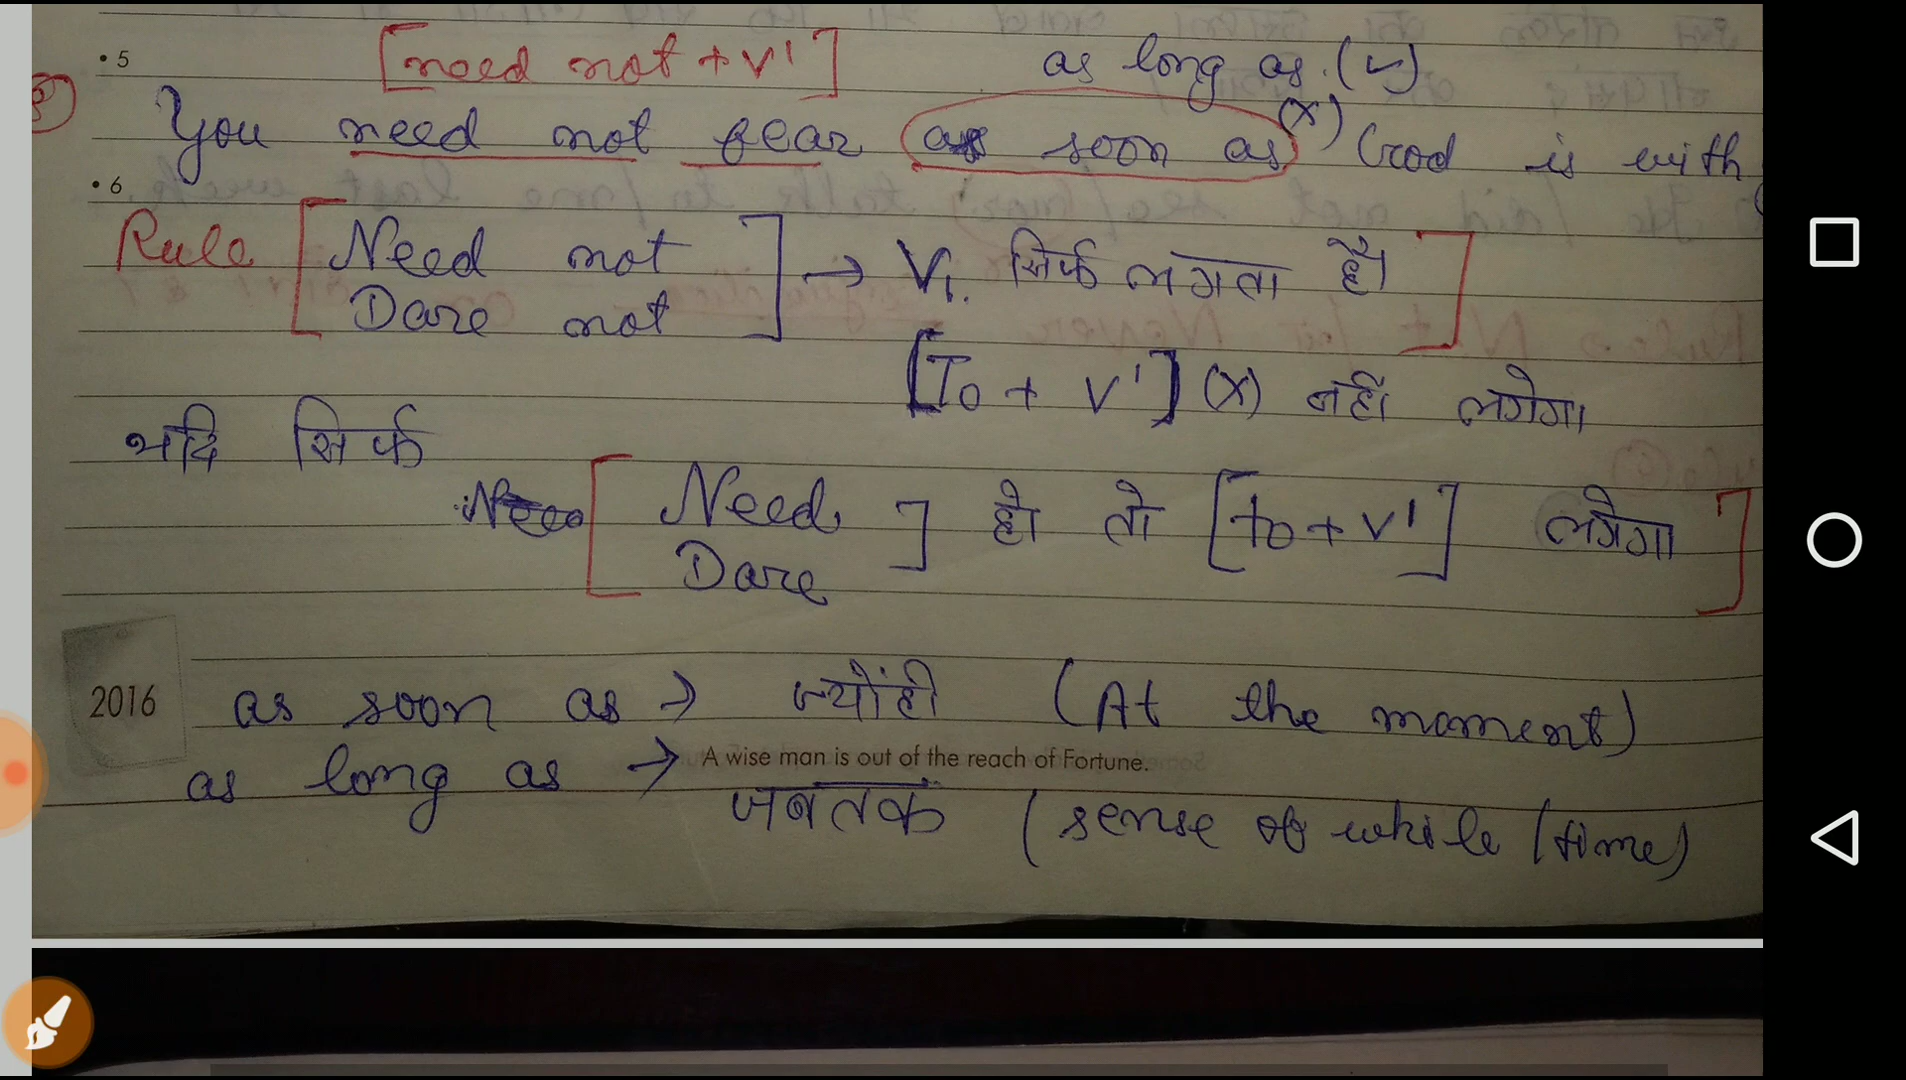 • 5 [need not + V¹] as long as (✓)
You need not fear as soon as (x) God is with
• 6
Rule [Need not
Dare not] → V₁. सिर्फ लगता है।]
[To + V¹] (x) नहीं लगेगा
यदि सिर्फ
[Need
Dare] हो तो [to + V¹] लगेगा]
2016 as soon as → ज्योंही (At the moment)
A wise man is out of the reach of Fortune.
as long as → जबतक (sense of while/time)